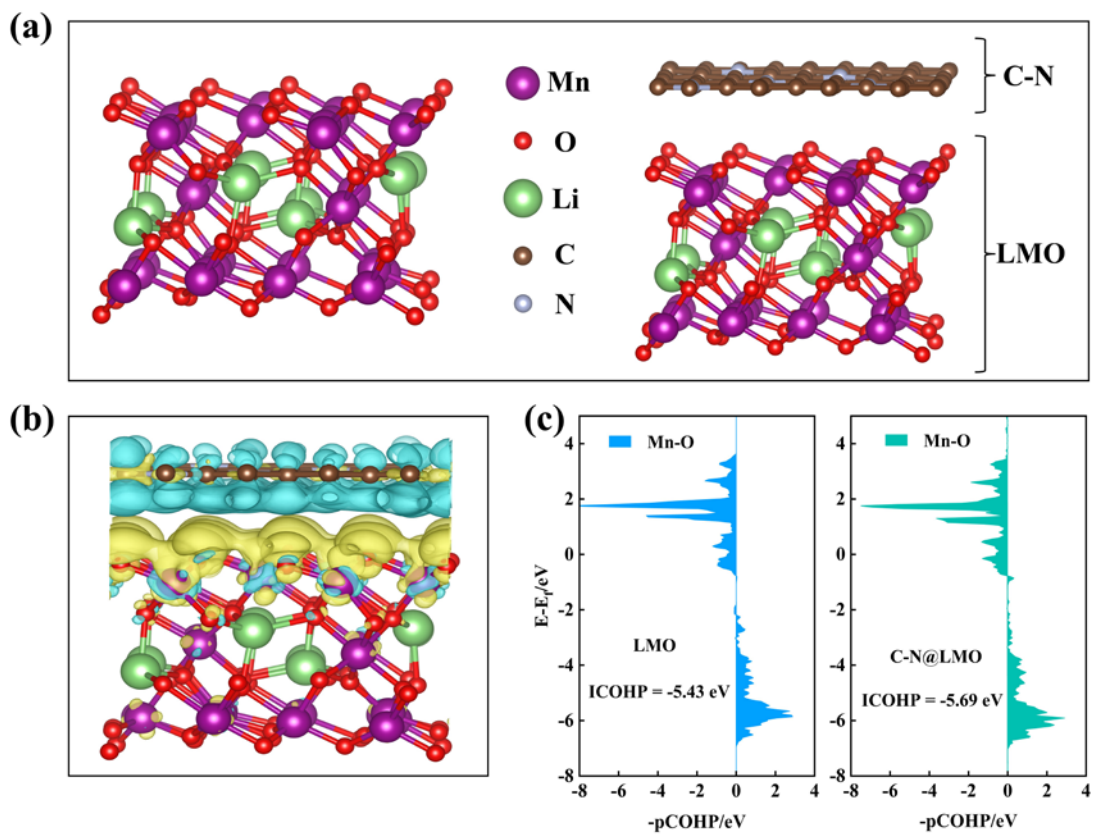 (a)
Mn
O
Li
C
N
C-N
LMO
(b)
(c)
E-Ef/eV
4
2
0
-2
-4
-6
-8
Mn-O
LMO
ICOHP = -5.43 eV
-8 -6 -4 -2 0 2 4
-pCOHP/eV
4
2
0
-2
-4
-6
-8
Mn-O
C-N@LMO
ICOHP = -5.69 eV
-8 -6 -4 -2 0 2 4
-pCOHP/eV